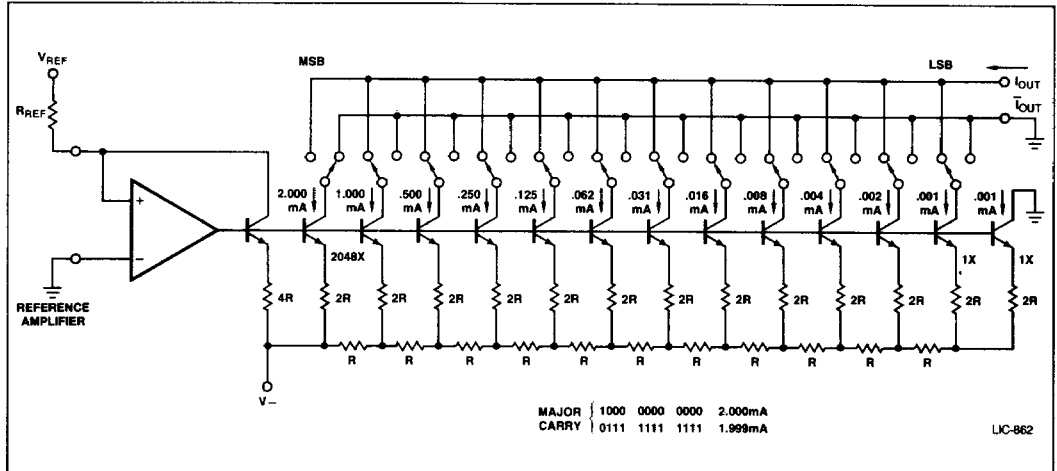 VREF
RREF
MSB
LSB
IOUT
IOUT
2.000 mA
1.000 mA
.500 mA
.250 mA
.125 mA
.062 mA
.031 mA
.016 mA
.008 mA
.004 mA
.002 mA
.001 mA
.001 mA
+
−
2048X
1X
1X
REFERENCE
AMPLIFIER
4R
2R
2R
2R
2R
2R
2R
2R
2R
2R
2R
2R
2R
2R
R
R
R
R
R
R
R
R
R
R
R
V−
MAJOR CARRY
1000 0000 0000 2.000mA
0111 1111 1111 1.999mA
LIC-862